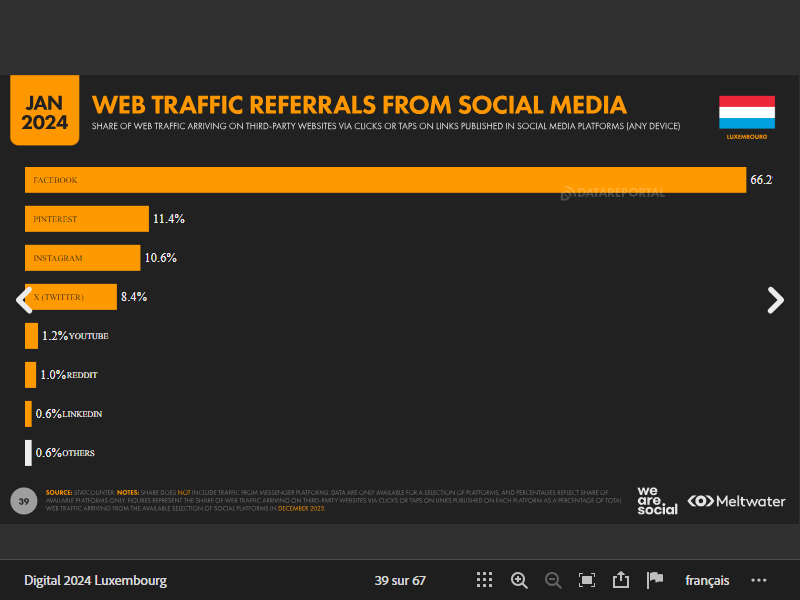 JAN
2024
WEB TRAFFIC REFERRALS FROM SOCIAL MEDIA
SHARE OF WEB TRAFFIC ARRIVING ON THIRD-PARTY WEBSITES VIA CLICKS OR TAPS ON LINKS PUBLISHED IN SOCIAL MEDIA PLATFORMS (ANY DEVICE)
LUXEMBOURG
FACEBOOK 66.2
DATAREPORTAL
PINTEREST 11.4%
INSTAGRAM 10.6%
X (TWITTER) 8.4%
1.2% YOUTUBE
1.0% REDDIT
0.6% LINKEDIN
0.6% OTHERS
39
SOURCE: STATCOUNTER. NOTES: SHARE DOES NOT INCLUDE TRAFFIC FROM MESSENGER PLATFORMS. DATA ARE ONLY AVAILABLE FOR A SELECTION OF PLATFORMS, AND PERCENTAGES REFLECT SHARE OF
AVAILABLE PLATFORMS ONLY. FIGURES REPRESENT THE SHARE OF WEB TRAFFIC ARRIVING ON THIRD-PARTY WEBSITES VIA CLICKS OR TAPS ON LINKS PUBLISHED ON EACH PLATFORM AS A PERCENTAGE OF TOTAL
WEB TRAFFIC ARRIVING FROM THE AVAILABLE SELECTION OF SOCIAL PLATFORMS IN DECEMBER 2023.
we
are.
social
Meltwater
Digital 2024 Luxembourg
39 sur 67
français